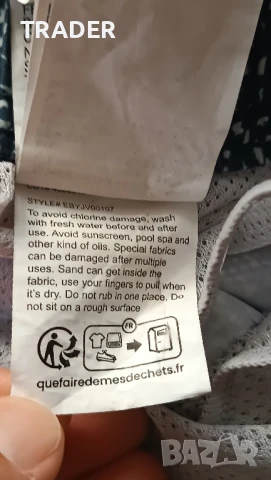 TRADER
STYLE# EBYJV00107
To avoid chlorine damage, wash
with fresh water before and after
use. Avoid sunscreen, pool spa and
other kind of oils. Special fabrics
can be damaged after multiple
uses. Sand can get inside the
fabric, use your fingers to pull when
it's dry. Do not rub in one place. Do
not sit on a rough surface
FR
quefairedemesdechets.fr
BAZAR